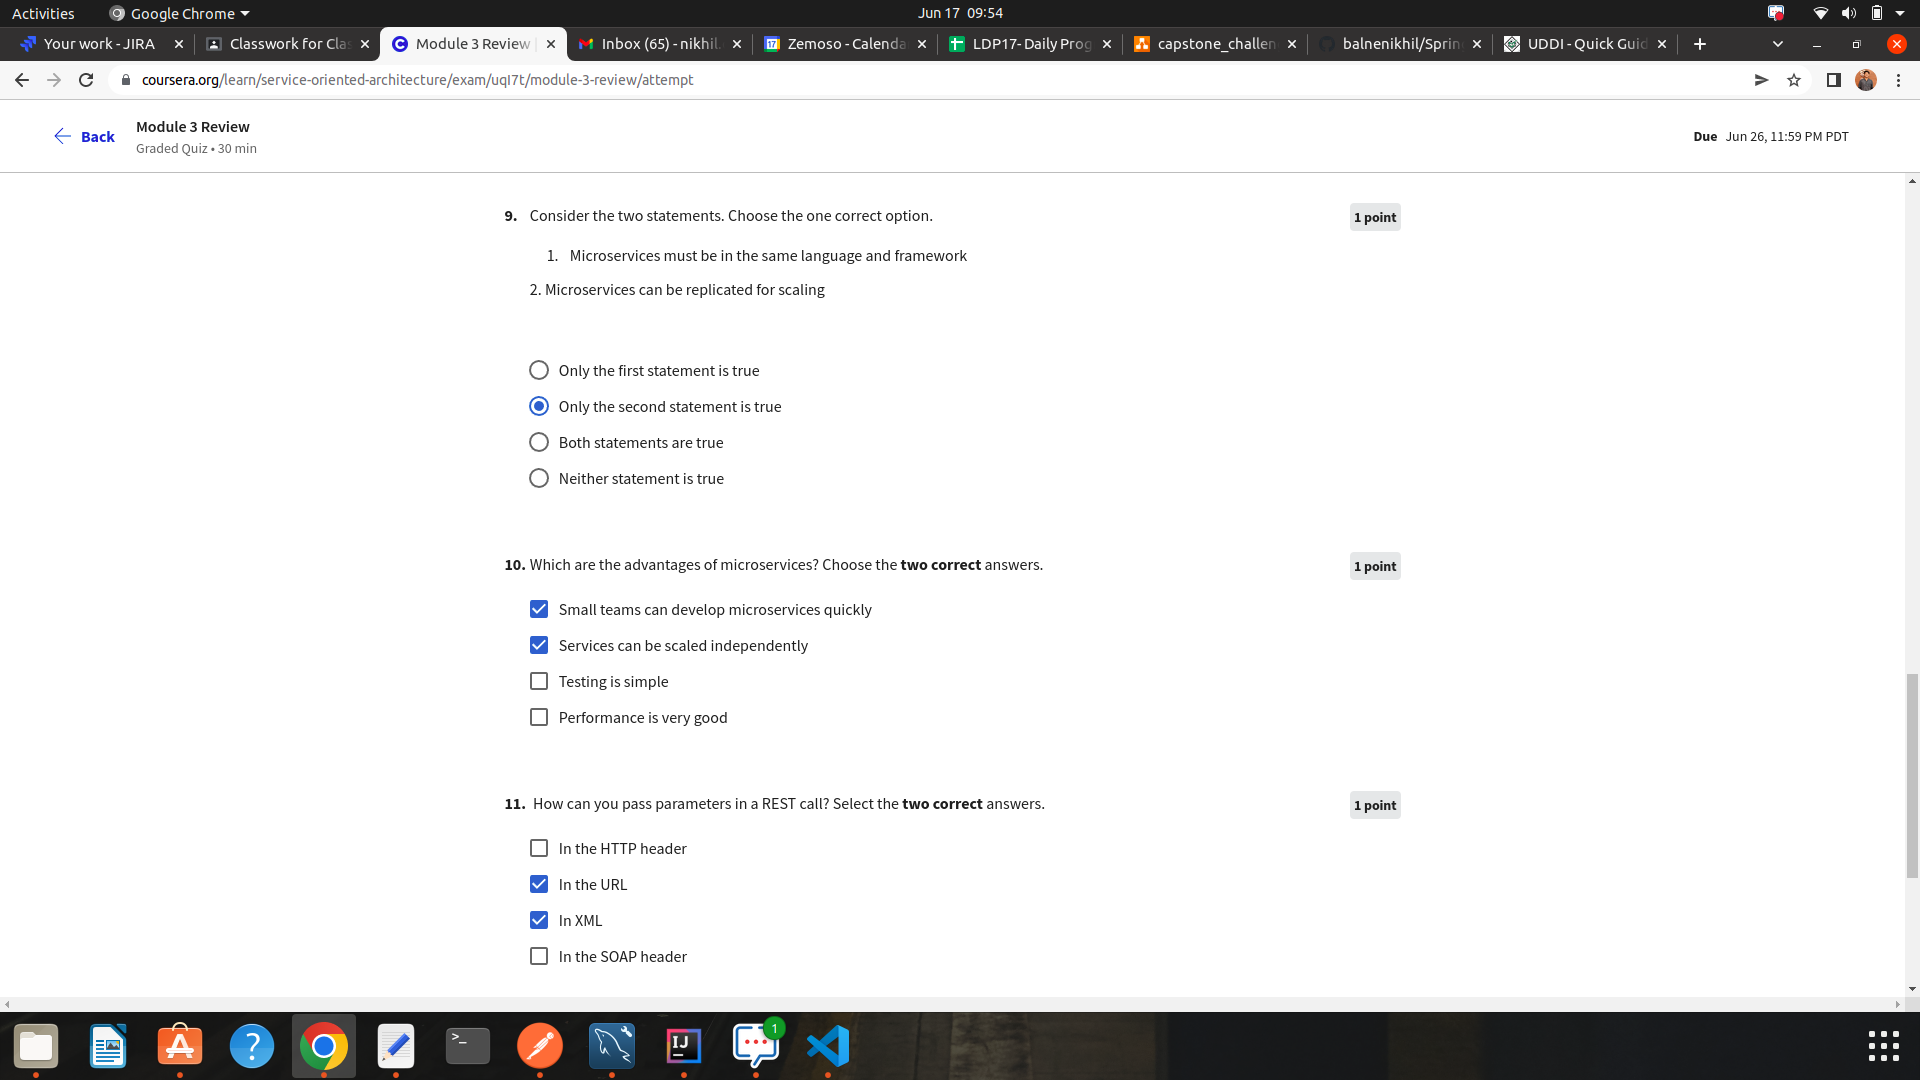 Activities
Google Chrome
Jun 17 09:54
Your work - JIRA
Classwork for Clas
Module 3 Review
Inbox (65) - nikhil.
Zemoso - Calenda
LDP17- Daily Prog
capstone_challen
balnenikhil/Sprin
UDDI - Quick Guid
coursera.org/learn/service-oriented-architecture/exam/uqI7t/module-3-review/attempt
Back
Module 3 Review
Graded Quiz • 30 min
Due Jun 26, 11:59 PM PDT
9. Consider the two statements. Choose the one correct option.
1 point
1. Microservices must be in the same language and framework
2. Microservices can be replicated for scaling
Only the first statement is true
Only the second statement is true
Both statements are true
Neither statement is true
10. Which are the advantages of microservices? Choose the two correct answers.
1 point
Small teams can develop microservices quickly
Services can be scaled independently
Testing is simple
Performance is very good
11. How can you pass parameters in a REST call? Select the two correct answers.
1 point
In the HTTP header
In the URL
In XML
In the SOAP header